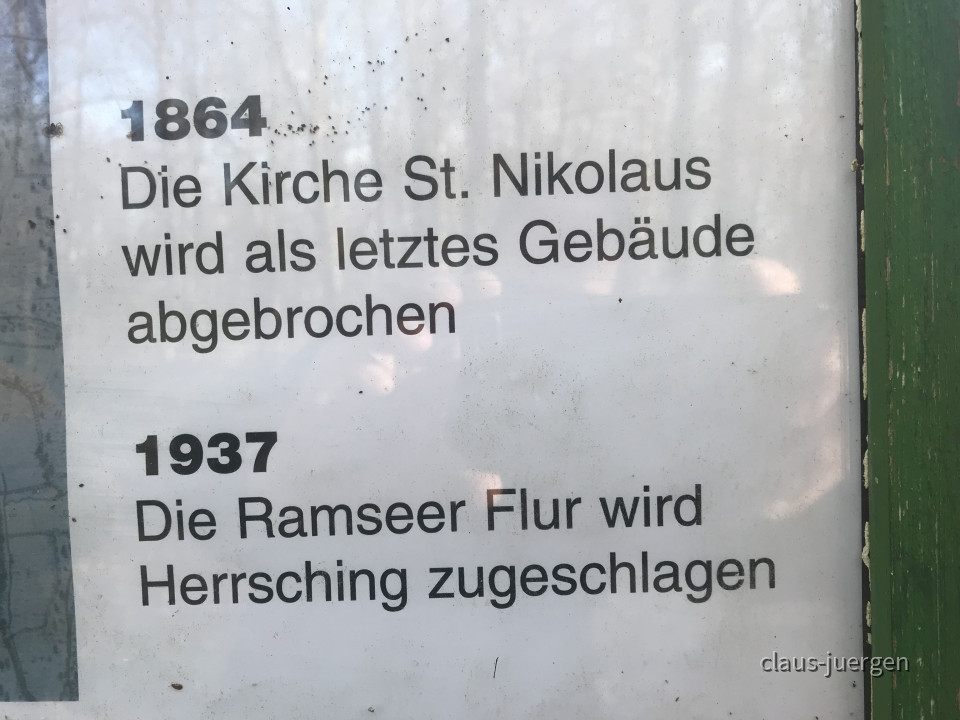 1864
Die Kirche St. Nikolaus
wird als letztes Gebäude
abgebrochen
1937
Die Ramseer Flur wird
Herrsching zugeschlagen
claus-juergen